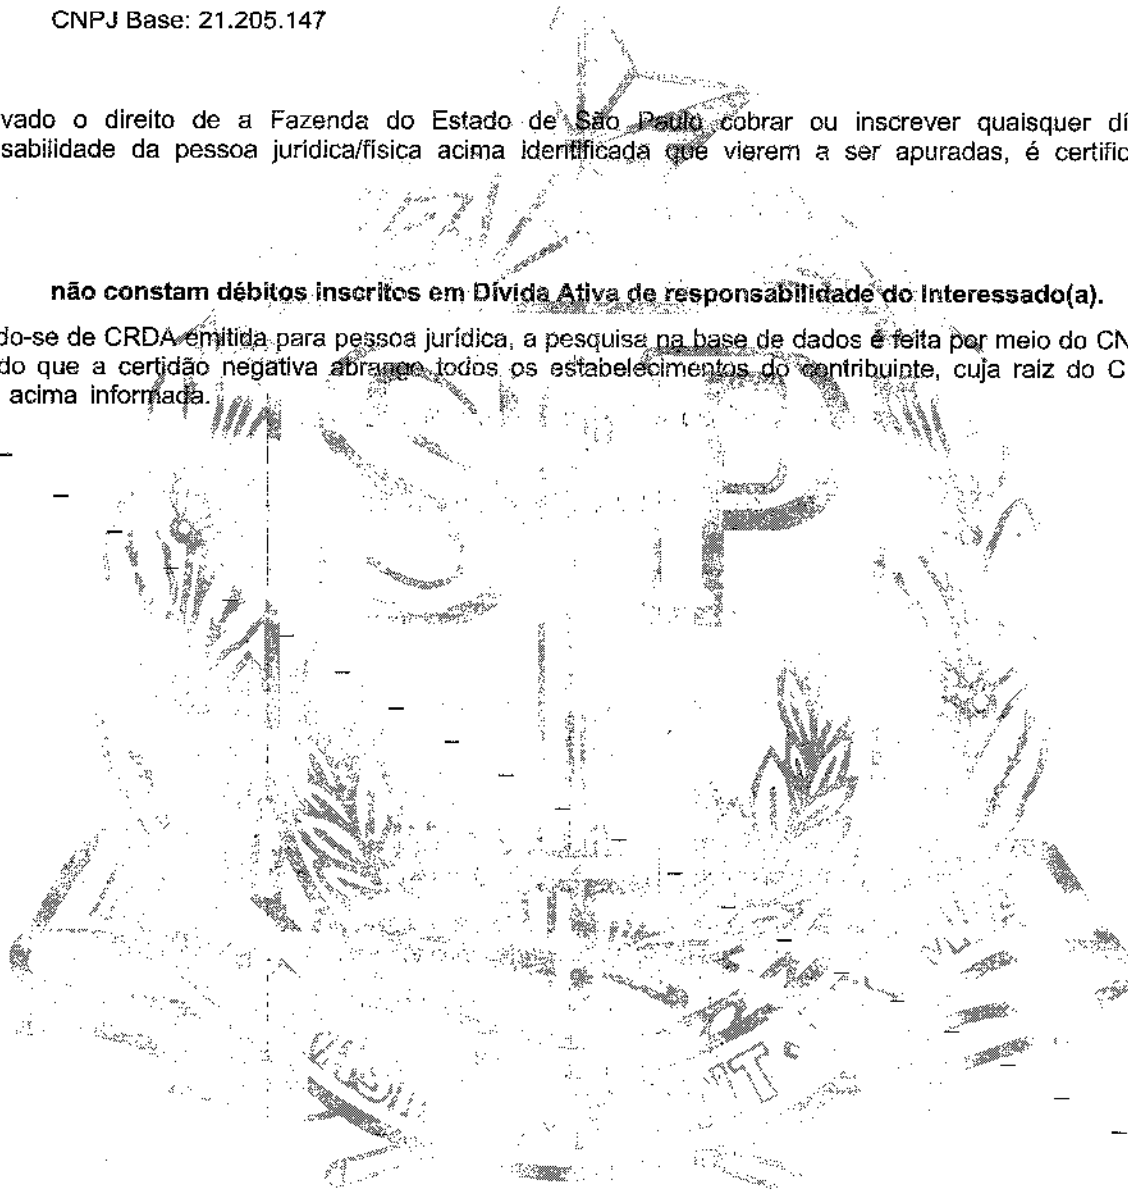 CNPJ Base: 21.205.147
vado o direito de a Fazenda do Estado de São Paulo cobrar ou inscrever quaisquer dí
sabilidade da pessoa jurídica/física acima identificada que vierem a ser apuradas, é certific
não constam débitos inscritos em Dívida Ativa de responsabilidade do Interessado(a).
do-se de CRDA emitida para pessoa jurídica, a pesquisa na base de dados é feita por meio do CN
do que a certidão negativa abrange todos os estabelecimentos do contribuinte, cuja raiz do C
acima informada.
SP